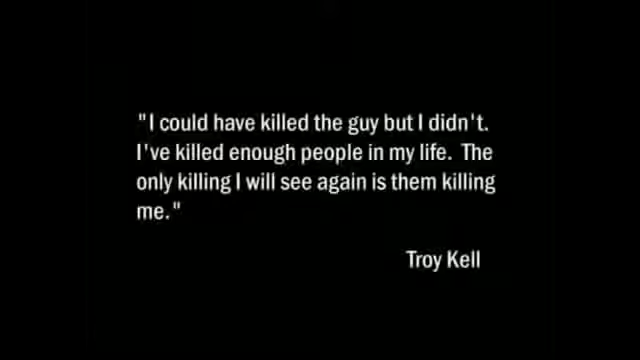 "I could have killed the guy but I didn't.
I've killed enough people in my life.  The
only killing I will see again is them killing
me."
Troy Kell